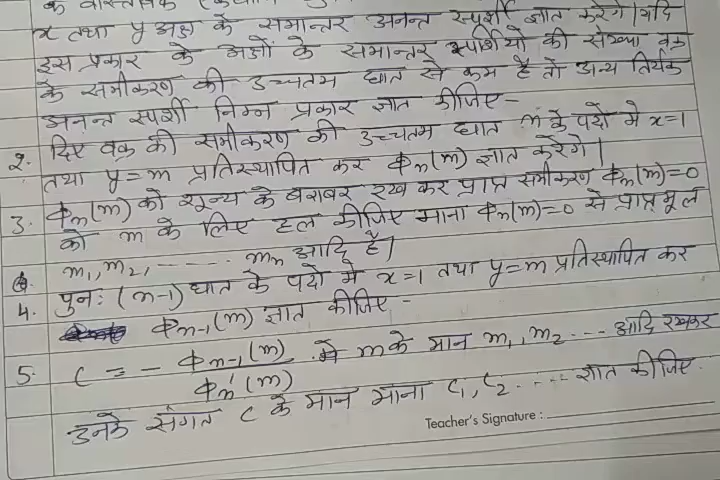 के वास्तविक
x तथा y अक्ष के समान्तर अनन्त स्पर्शी ज्ञात करेंगे। यदि
इस प्रकार के अक्षों के समान्तर स्पर्शियों की संख्या वक्र
के समीकरण की उच्चतम घात से कम है तो अन्य तिर्यक
अनन्त स्पर्शी निम्न प्रकार ज्ञात कीजिए-
2. दिए वक्र की समीकरण की उच्चतम घात n के पदों में x=1
तथा y=m प्रतिस्थापित कर Φn(m) ज्ञात करेंगे।
3. Φn(m) को शून्य के बराबर रख कर प्राप्त समीकरण Φn(m)=0
को m के लिए हल कीजिए माना Φn(m)=0 से प्राप्त मूल
m₁, m₂, ...... mn आदि हैं।
4. पुनः (n-1) घात के पदों में x=1 तथा y=m प्रतिस्थापित कर
Φn-1(m) ज्ञात कीजिए -
5. C = - Φn-1(m) / Φn'(m) में m के मान m₁, m₂ ... आदि रखकर
उनके संगत C के मान माना C₁, C₂ .... ज्ञात कीजिए.
Teacher's Signature :